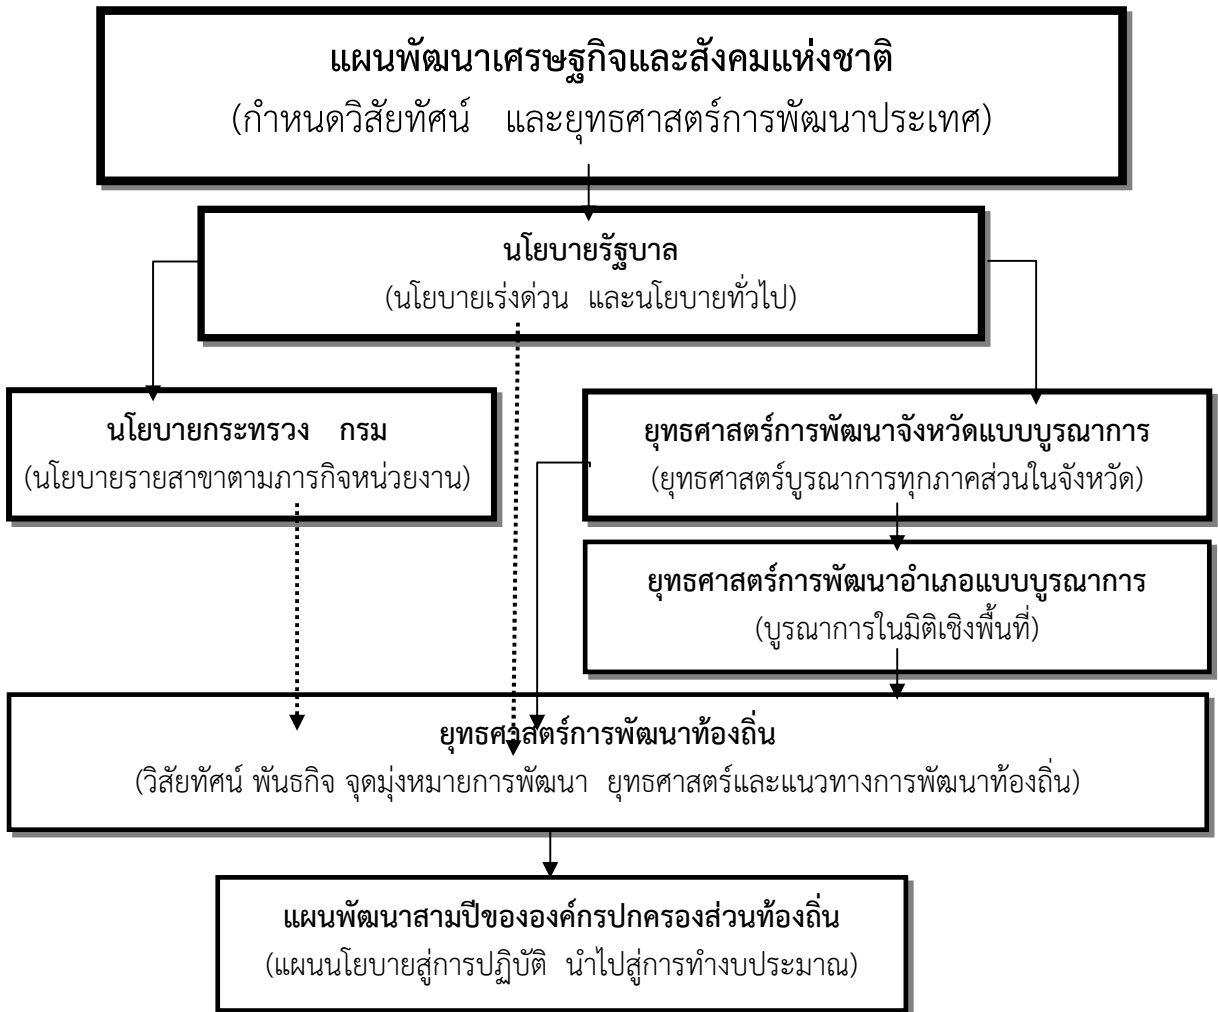 แผนพัฒนาเศรษฐกิจและสังคมแห่งชาติ
(กำหนดวิสัยทัศน์ และยุทธศาสตร์การพัฒนาประเทศ)
นโยบายรัฐบาล
(นโยบายเร่งด่วน และนโยบายทั่วไป)
นโยบายกระทรวง กรม
(นโยบายรายสาขาตามภารกิจหน่วยงาน)
ยุทธศาสตร์การพัฒนาจังหวัดแบบบูรณาการ
(ยุทธศาสตร์บูรณาการทุกภาคส่วนในจังหวัด)
ยุทธศาสตร์การพัฒนาอำเภอแบบบูรณาการ
(บูรณาการในมิติเชิงพื้นที่)
ยุทธศาสตร์การพัฒนาท้องถิ่น
(วิสัยทัศน์ พันธกิจ จุดมุ่งหมายการพัฒนา ยุทธศาสตร์และแนวทางการพัฒนาท้องถิ่น)
แผนพัฒนาสามปีขององค์กรปกครองส่วนท้องถิ่น
(แผนนโยบายสู่การปฏิบัติ นำไปสู่การทำงบประมาณ)